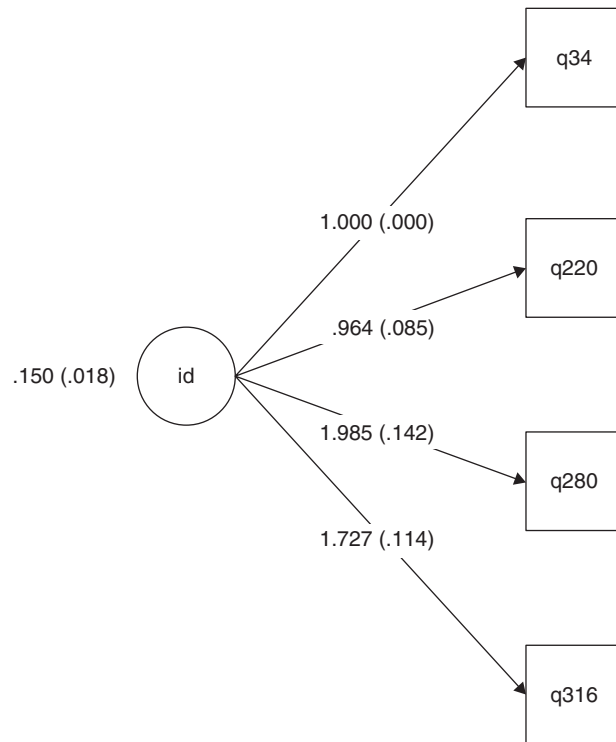 q34
1.000 (.000)
q220
.964 (.085)
.150 (.018)
id
1.985 (.142)
q280
1.727 (.114)
q316